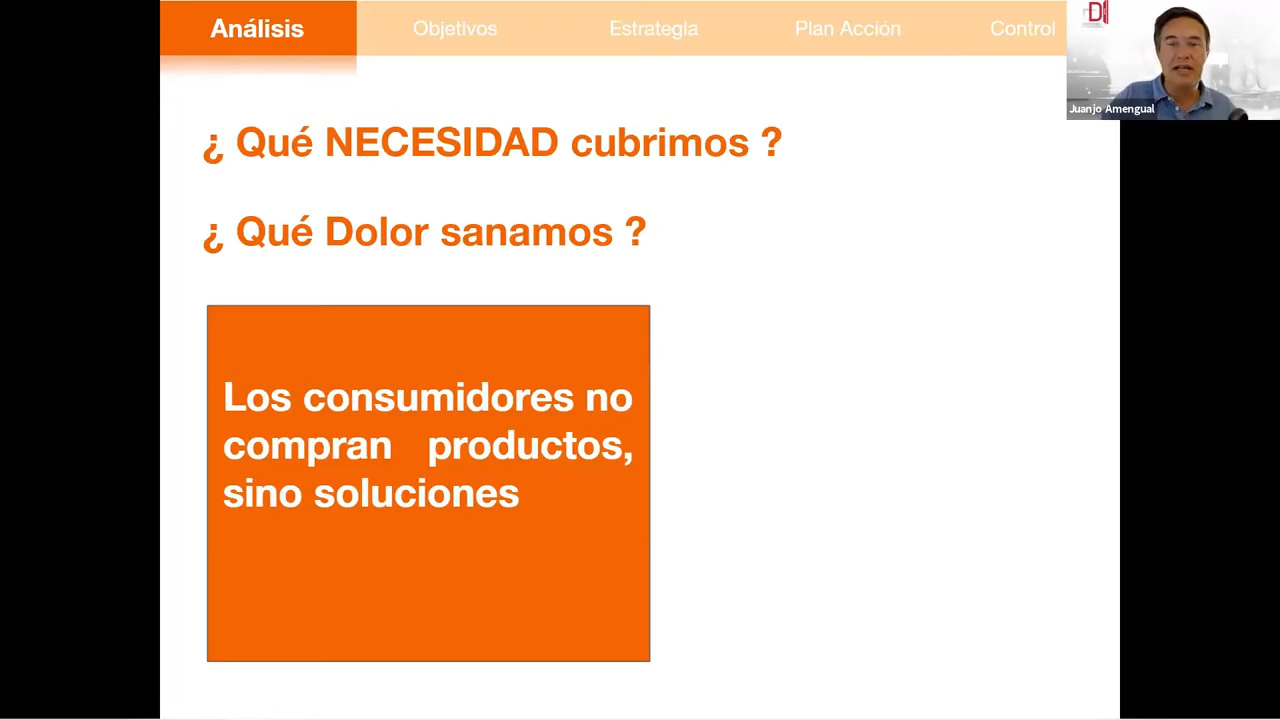 Análisis
Objetivos
Estrategia
Plan Acción
Control
Juanjo Amengual
¿ Qué NECESIDAD cubrimos ?
¿ Qué Dolor sanamos ?
Los consumidores no
compran productos,
sino soluciones